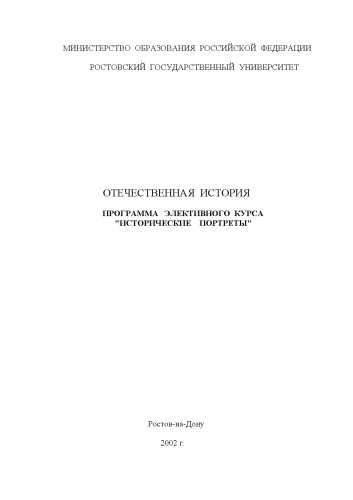 МИНИСТЕРСТВО ОБРАЗОВАНИЯ РОССИЙСКОЙ ФЕДЕРАЦИИ
РОСТОВСКИЙ ГОСУДАРСТВЕННЫЙ УНИВЕРСИТЕТ
ОТЕЧЕСТВЕННАЯ ИСТОРИЯ
ПРОГРАММА ЭЛЕКТИВНОГО КУРСА
"ИСТОРИЧЕСКИЕ ПОРТРЕТЫ"
Ростов-на-Дону
2002 г.